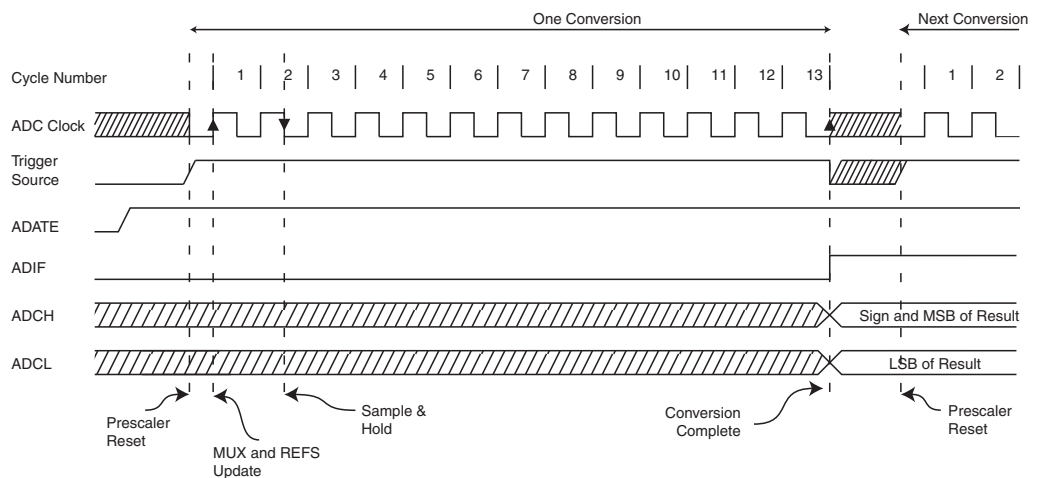 One Conversion
Next Conversion
Cycle Number
1 2 3 4 5 6 7 8 9 10 11 12 13 1 2
ADC Clock
Trigger
Source
ADATE
ADIF
ADCH
Sign and MSB of Result
ADCL
LSB of Result
Prescaler
Reset
MUX and REFS
Update
Sample &
Hold
Conversion
Complete
Prescaler
Reset